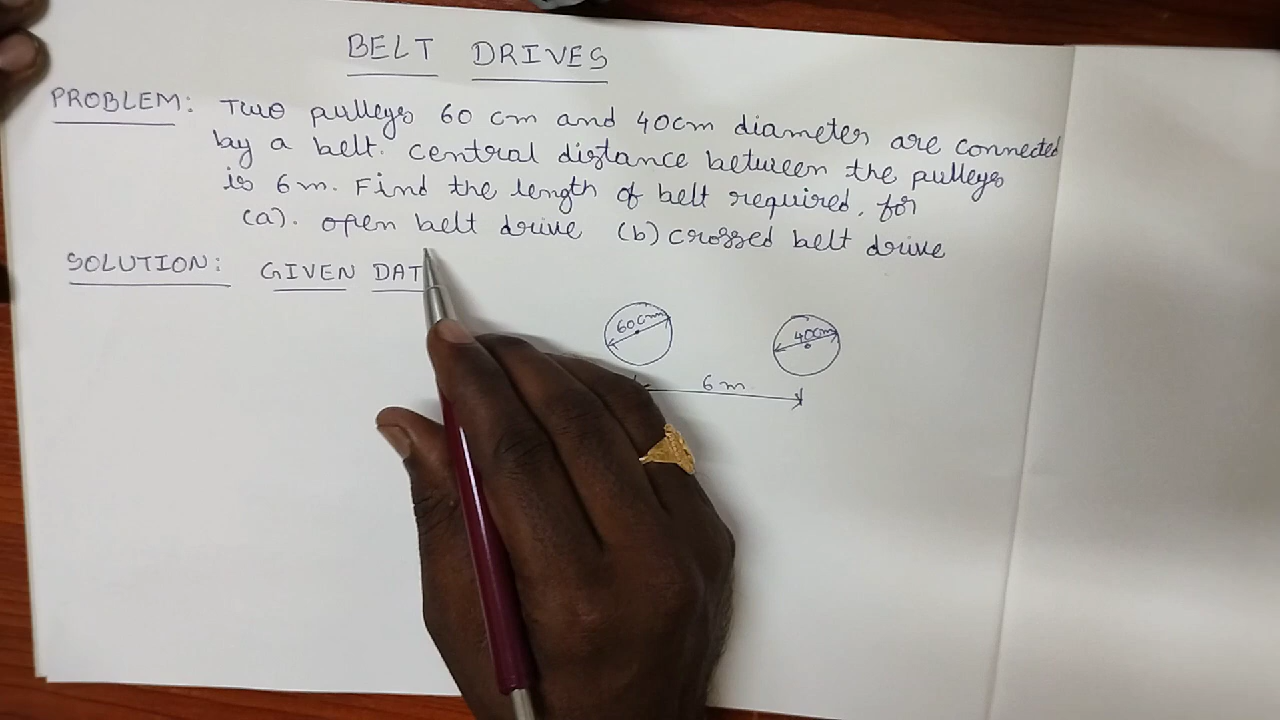 BELT DRIVES
PROBLEM: Two pulleys 60 cm and 40cm diameter are connected
by a belt. central distance between the pulleys
is 6m. Find the length of belt required, for
(a). open belt drive (b) crossed belt drive
SOLUTION: GIVEN DAT
60cm
40cm
6m.